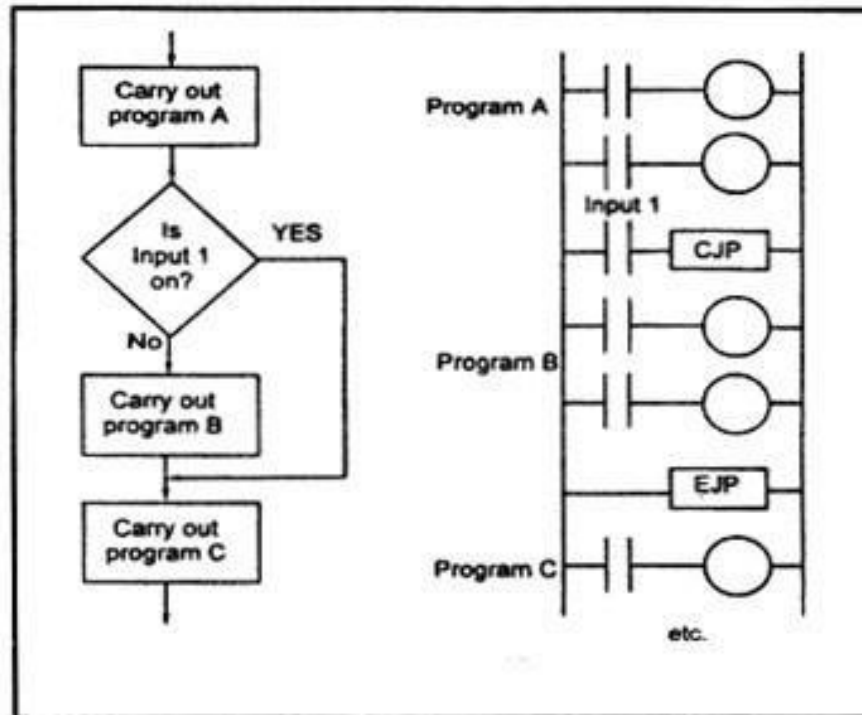 Carry out
program A
Is
Input 1
on?
YES
No
Carry out
program B
Carry out
program C
Program A
Input 1
CJP
Program B
EJP
Program C
etc.